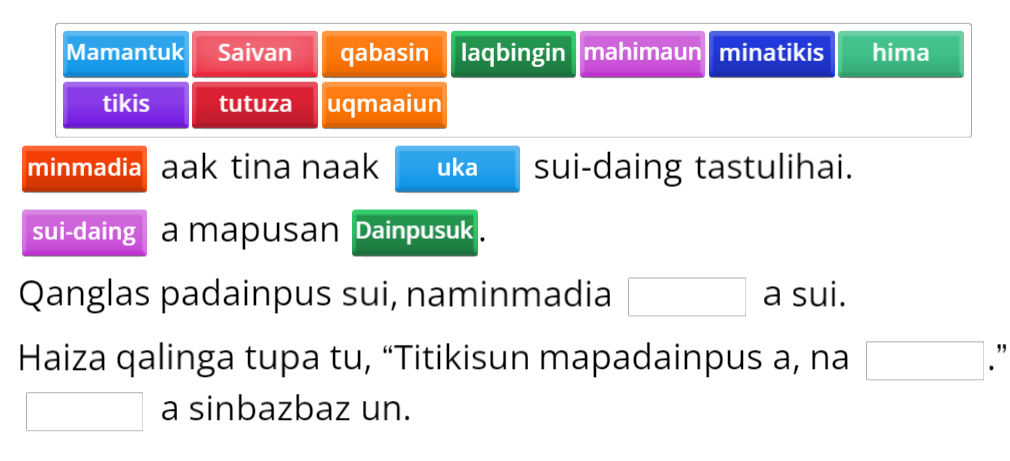 Mamantuk Saivan qabasin laqbingin mahimaun minatikis hima
tikis tutuza uqmaaiun
minmadia aak tina naak uka sui-daing tastulihai.
sui-daing a mapusan Dainpusuk.
Qanglas padainpus sui, naminmadia a sui.
Haiza qalinga tupa tu, “Titikisun mapadainpus a, na .”
a sinbazbaz un.